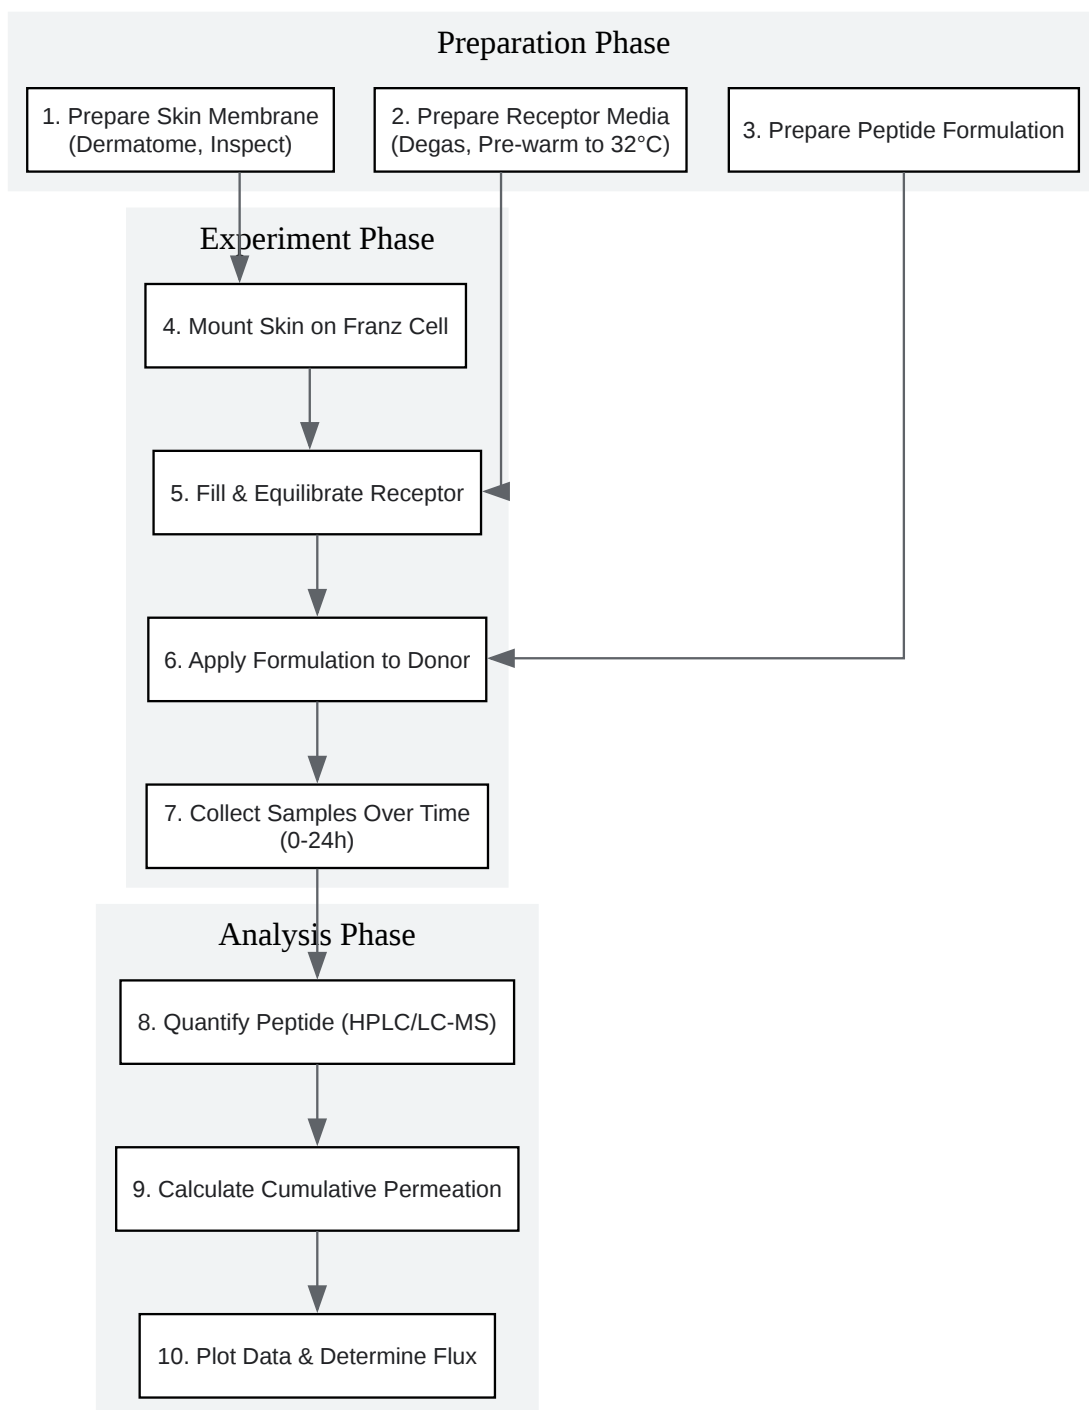 Preparation Phase
1. Prepare Skin Membrane
(Dermatome, Inspect)
2. Prepare Receptor Media
(Degas, Pre-warm to 32°C)
3. Prepare Peptide Formulation
Experiment Phase
4. Mount Skin on Franz Cell
5. Fill & Equilibrate Receptor
6. Apply Formulation to Donor
7. Collect Samples Over Time
(0-24h)
Analysis Phase
8. Quantify Peptide (HPLC/LC-MS)
9. Calculate Cumulative Permeation
10. Plot Data & Determine Flux